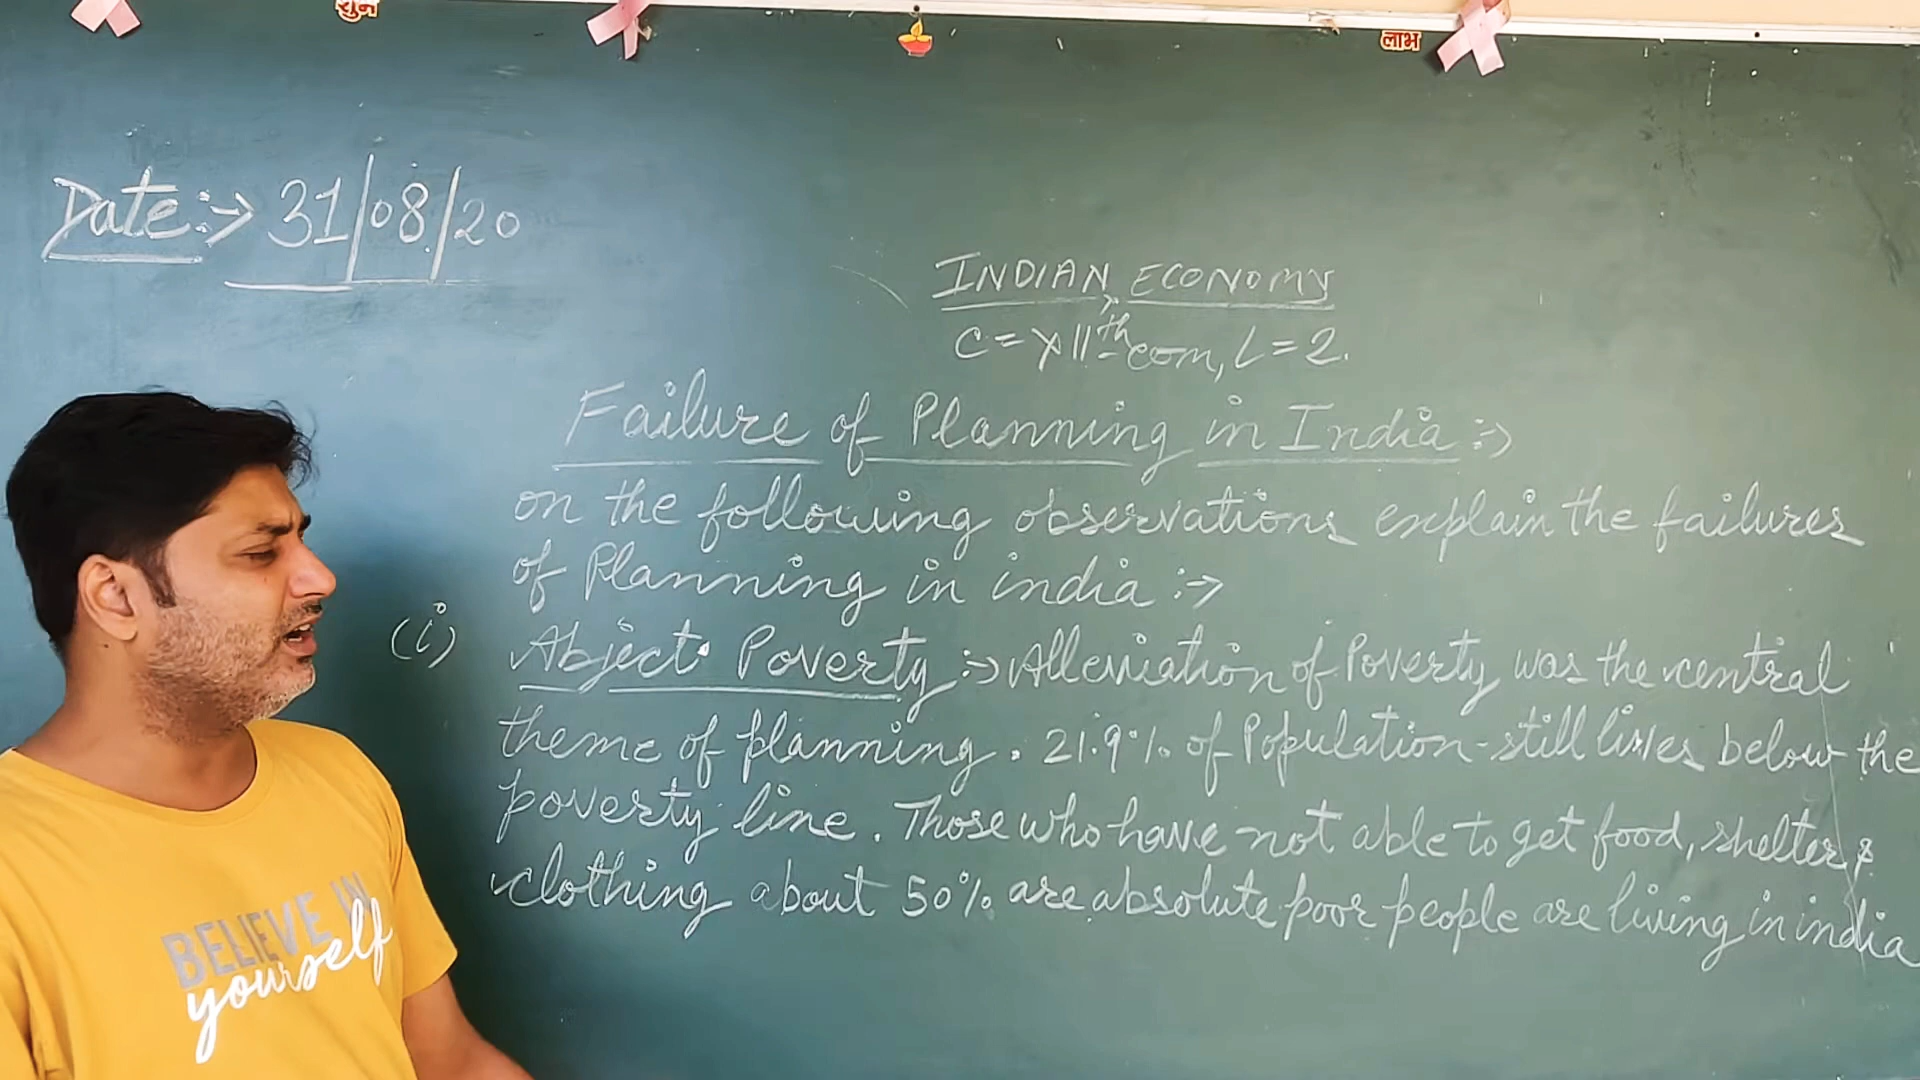 शुभ
लाभ
Date :-> 31/08/20
INDIAN ECONOMY
C = XIIth com, L = 2.
Failure of Planning in India :->
on the following observations explain the failures
of Planning in india :->
(i) Abject Poverty :-> Alleviation of Poverty was the central
theme of planning. 21.9% of Population still lives below the
poverty line. Those who have not able to get food, shelter &
clothing about 50% are absolute poor people are living in india
BELIEVE IN
yourself